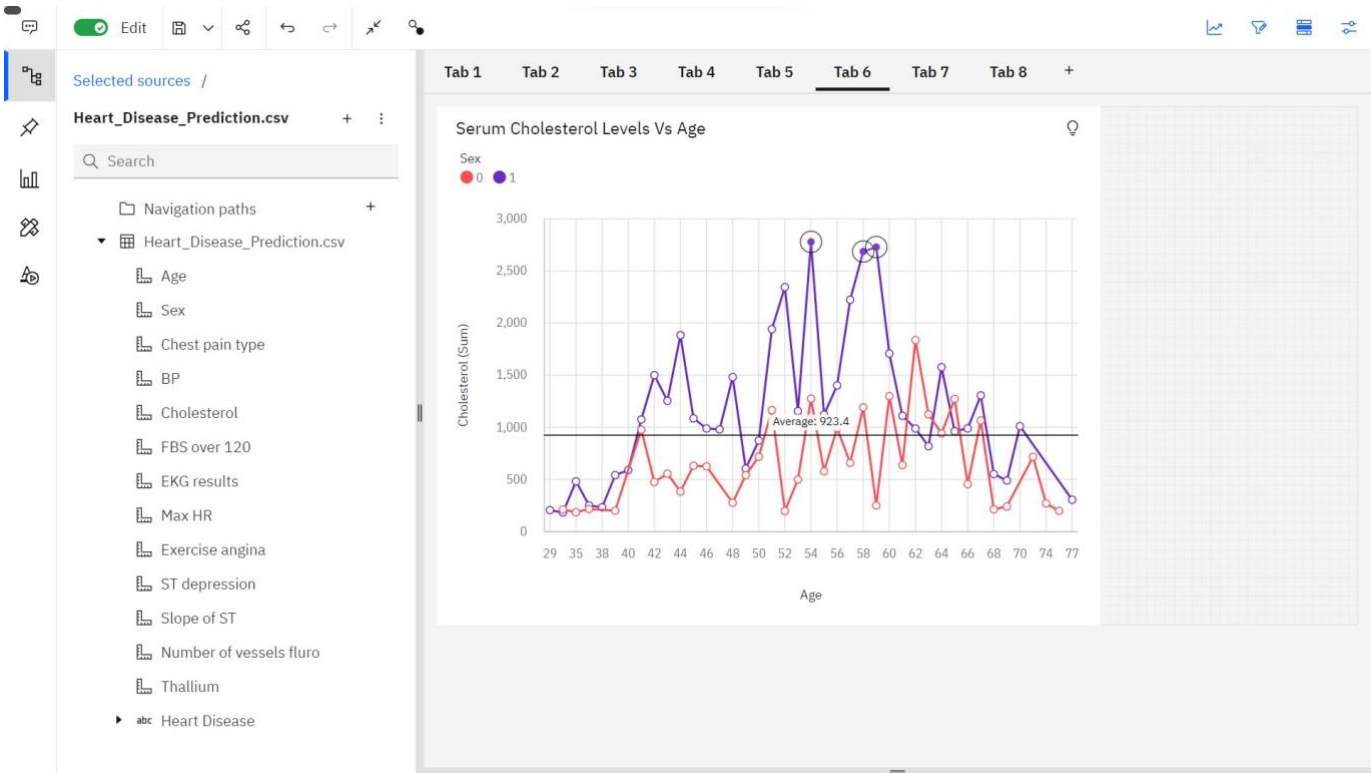 Edit
Selected sources /
Heart_Disease_Prediction.csv
Search
Navigation paths
Heart_Disease_Prediction.csv
Age
Sex
Chest pain type
BP
Cholesterol
FBS over 120
EKG results
Max HR
Exercise angina
ST depression
Slope of ST
Number of vessels fluro
Thallium
abc Heart Disease
Tab 1 Tab 2 Tab 3 Tab 4 Tab 5 Tab 6 Tab 7 Tab 8 +
Serum Cholesterol Levels Vs Age
Sex
0 1
Cholesterol (Sum)
3,000
2,500
2,000
1,500
1,000
500
0
Average: 923.4
29 35 38 40 42 44 46 48 50 52 54 56 58 60 62 64 66 68 70 74 77
Age